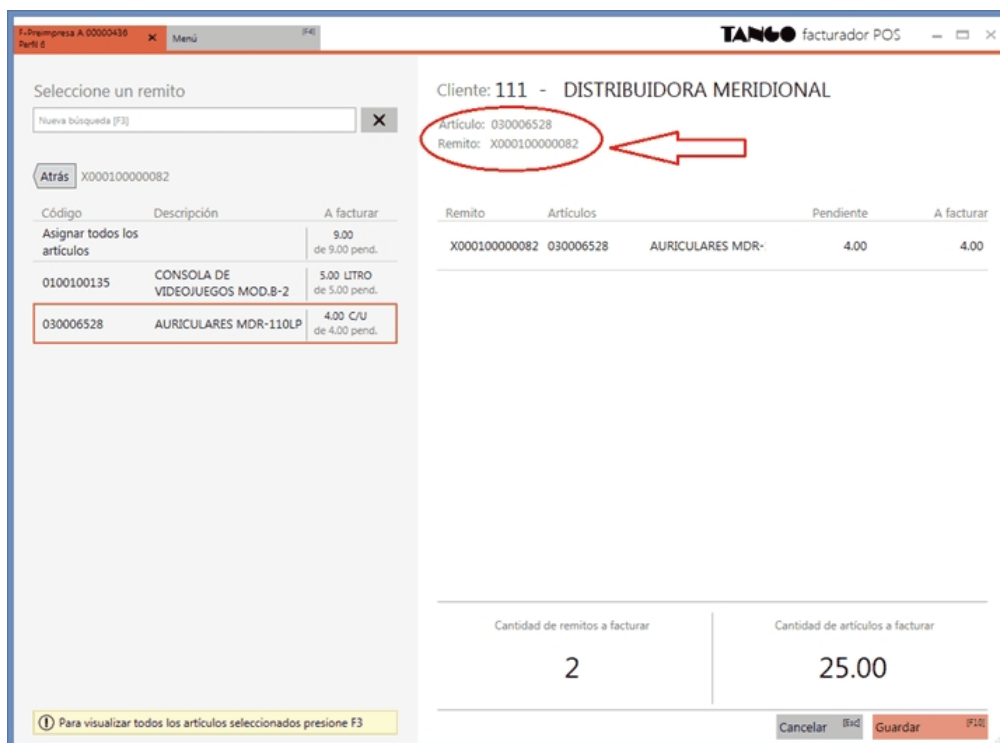 F-Preimpresa A 00000436
Perfil 6
Menú [F4]
TANGO facturador POS
Seleccione un remito
Nueva búsqueda [F3]
Atrás X000100000082
Código Descripción A facturar
Asignar todos los artículos 9.00
de 9.00 pend.
0100100135 CONSOLA DE VIDEOJUEGOS MOD.B-2 5.00 LITRO
de 5.00 pend.
030006528 AURICULARES MDR-110LP 4.00 C/U
de 4.00 pend.
Para visualizar todos los artículos seleccionados presione F3
Cliente: 111 - DISTRIBUIDORA MERIDIONAL
Artículo: 030006528
Remito: X000100000082
Remito Artículos Pendiente A facturar
X000100000082 030006528 AURICULARES MDR- 4.00 4.00
Cantidad de remitos a facturar
2
Cantidad de artículos a facturar
25.00
Cancelar [Esc] Guardar [F10]